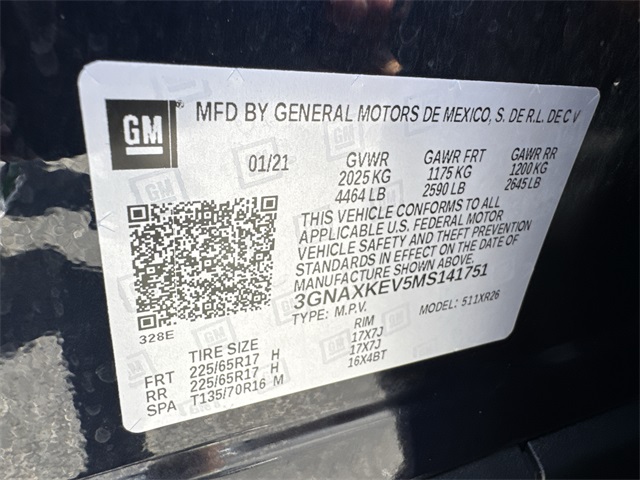 GM
MFD BY GENERAL MOTORS DE MEXICO, S. DE R.L. DE C V
01/21 GVWR GAWR FRT GAWR RR
2025 KG 1175 KG 1200 KG
4464 LB 2590 LB 2645 LB
THIS VEHICLE CONFORMS TO ALL
APPLICABLE U.S. FEDERAL MOTOR
VEHICLE SAFETY AND THEFT PREVENTION
STANDARDS IN EFFECT ON THE DATE OF
MANUFACTURE SHOWN ABOVE.
3GNAXKEV5MS141751
TYPE: M.P.V. MODEL: 511XR26
328E
TIRE SIZE RIM
FRT 225/65R17 H 17X7J
RR 225/65R17 H 17X7J
SPA T135/70R16 M 16X4BT